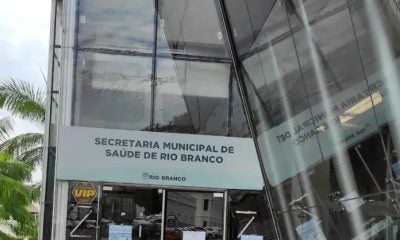 SECRETARIA MUNICIPAL DE
SAÚDE DE RIO BRANCO
RIO BRANCO
VIP